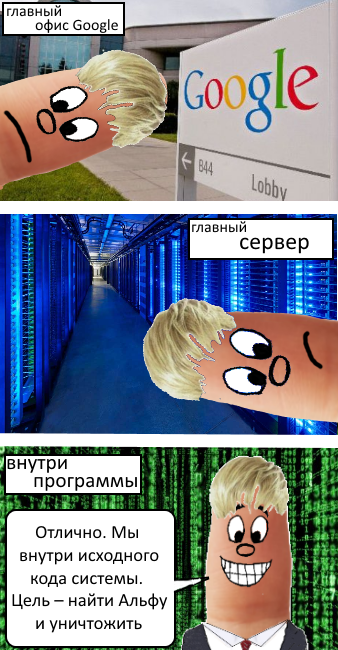 главный
офис Google
Google
B44
Lobby
главный
сервер
внутри
программы
Отлично. Мы
внутри исходного
кода системы.
Цель – найти Альфу
и уничтожить